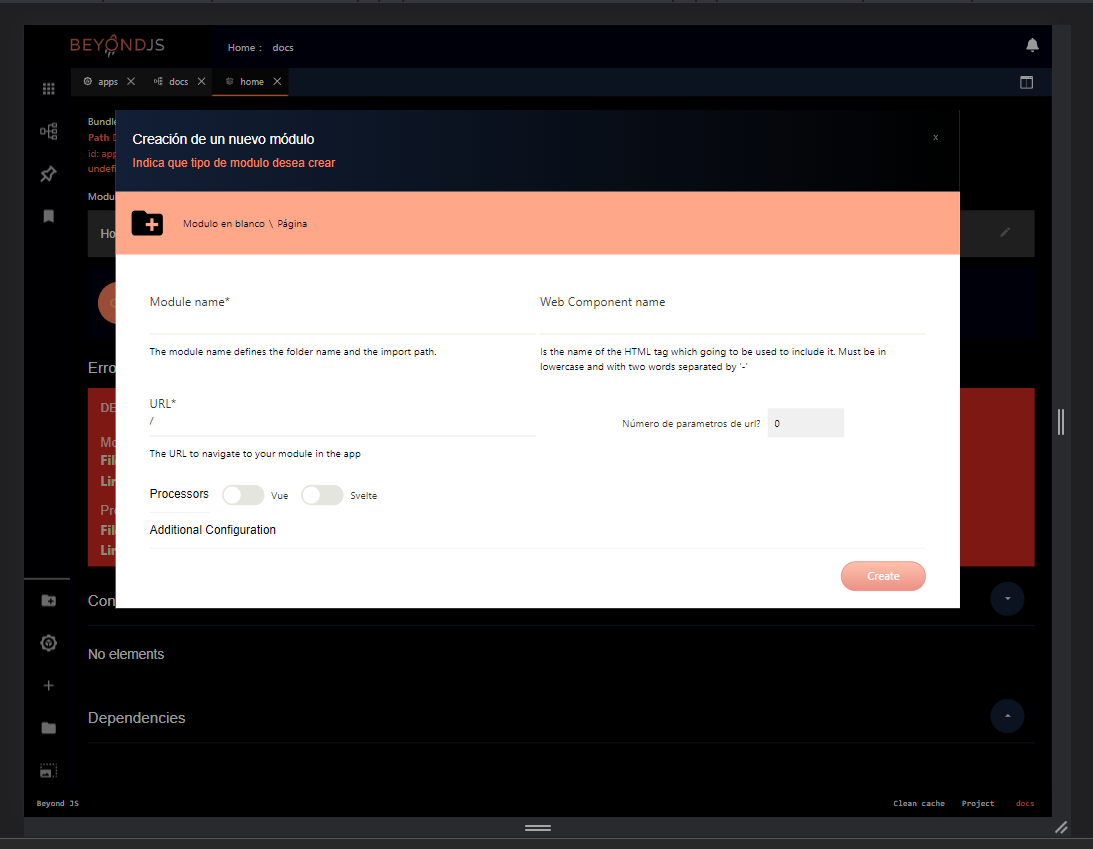 BEYONDJS
Home : docs
apps docs home
Bundle
Path D
id: app
undefi
Modu
Ho
Creación de un nuevo módulo
x
Indica que tipo de modulo desea crear
Modulo en blanco \ Página
Module name*
Web Component name
The module name defines the folder name and the import path.
Is the name of the HTML tag which going to be used to include it. Must be in
lowercase and with two words separated by '-'
URL*
/
Número de parametros de url? 0
The URL to navigate to your module in the app
Processors Vue Svelte
Additional Configuration
Create
Erro
DE
Mo
Fil
Lin
Pr
Fil
Lin
Con
No elements
Dependencies
Beyond JS
Clean cache Project docs